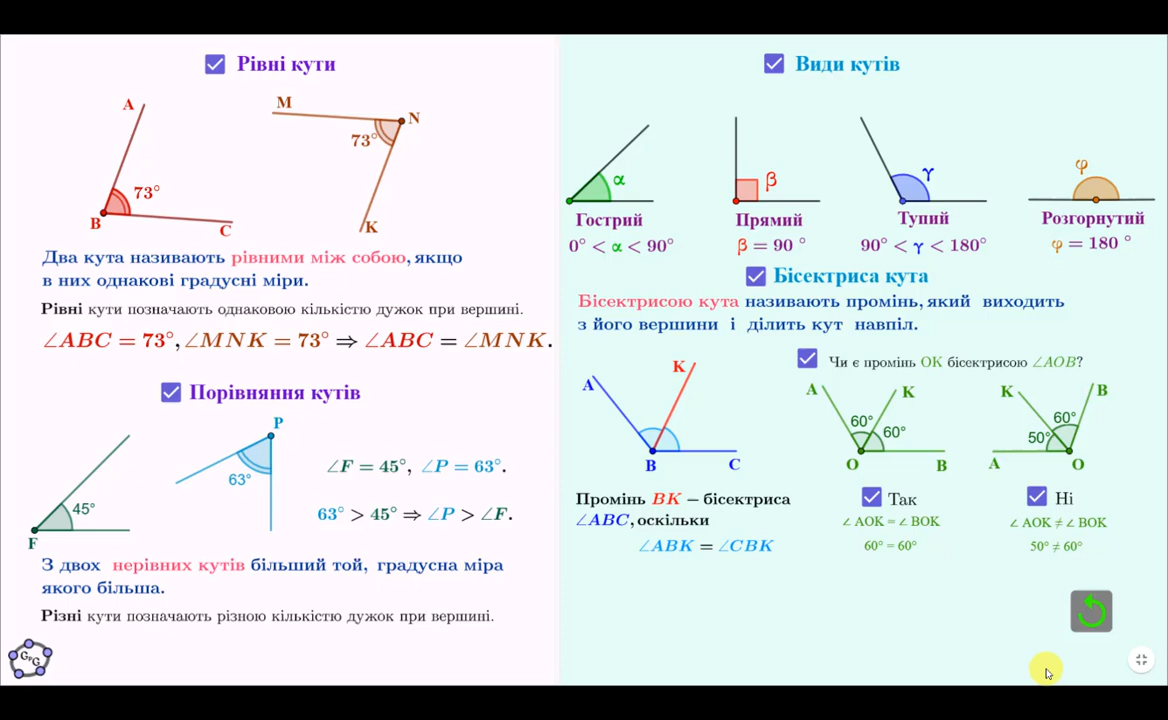 Рівні кути
A
73°
B
C
M
N
73°
K
Два кута називають рівними між собою, якщо
в них однакові градусні міри.
Рівні кути позначають однаковою кількістю дужок при вершині.
∠ABC = 73°, ∠MNK = 73° ⇒ ∠ABC = ∠MNK.
Порівняння кутів
45°
F
P
63°
∠F = 45°, ∠P = 63°.
63° > 45° ⇒ ∠P > ∠F.
З двох нерівних кутів більший той, градусна міра
якого більша.
Різні кути позначають різною кількістю дужок при вершині.
GpG
Види кутів
α
β
γ
φ
Гострий
Прямий
Тупий
Розгорнутий
0° < α < 90°
β = 90 °
90° < γ < 180°
φ = 180 °
Бісектриса кута
Бісектрисою кута називають промінь, який виходить
з його вершини і ділить кут навпіл.
A
K
B
C
Промінь BK – бісектриса
∠ABC, оскільки
∠ABK = ∠CBK
Чи є промінь OK бісектрисою ∠AOB?
A
K
60°
60°
O
B
Так
∠ AOK = ∠ BOK
60° = 60°
K
B
60°
50°
A
O
Ні
∠ AOK ≠ ∠ BOK
50° ≠ 60°